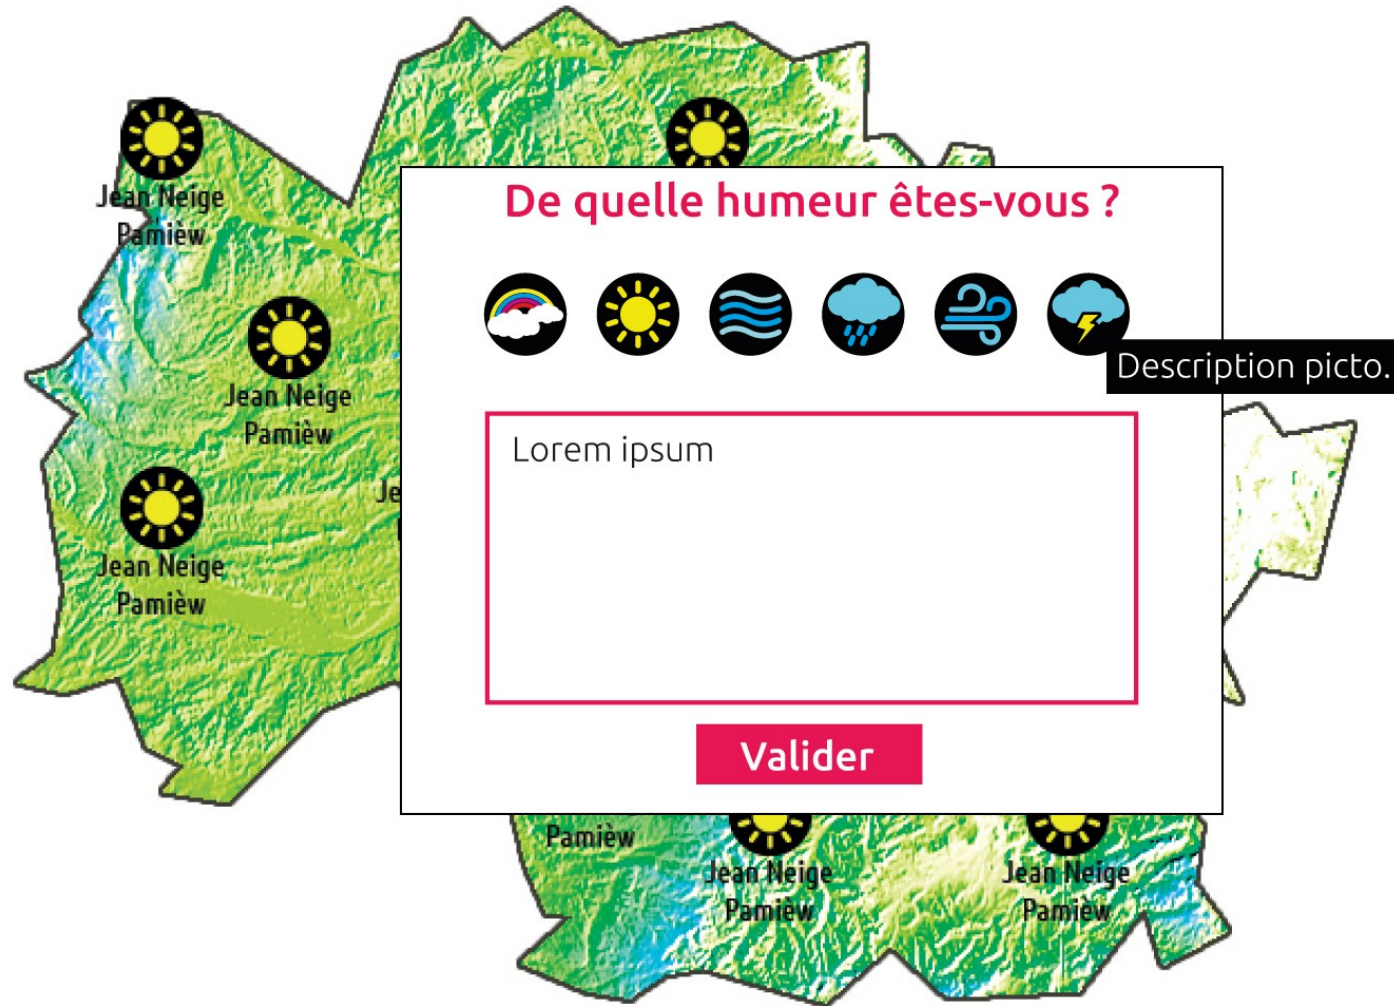 Jean Neige
Pamièw
De quelle humeur êtes-vous ?
Description picto.
Jean Neige
Pamièw
Lorem ipsum
Je
Jean Neige
Pamièw
Valider
Pamièw
Jean Neige
Pamièw
Jean Neige
Pamièw